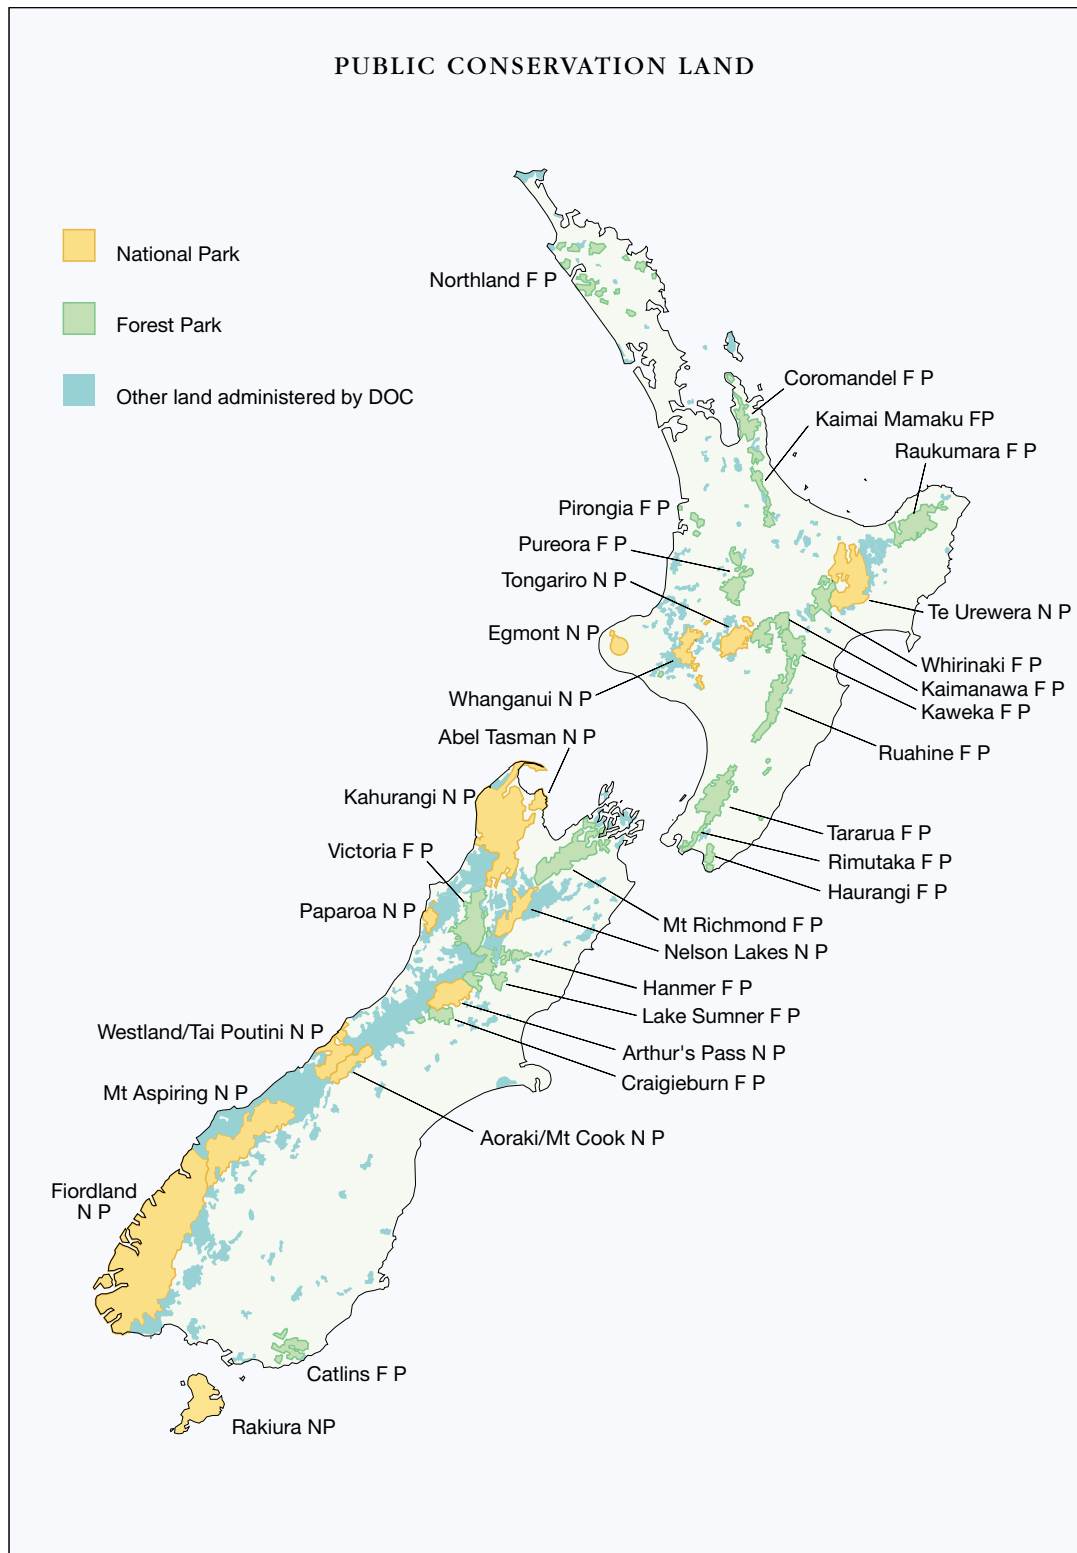 PUBLIC CONSERVATION LAND
National Park
Forest Park
Other land administered by DOC
Northland F P
Coromandel F P
Kaimai Mamaku FP
Raukumara F P
Pirongia F P
Pureora F P
Tongariro N P
Te Urewera N P
Egmont N P
Whirinaki F P
Kaimanawa F P
Whanganui N P
Kaweka F P
Abel Tasman N P
Ruahine F P
Kahurangi N P
Tararua F P
Victoria F P
Rimutaka F P
Haurangi F P
Paparoa N P
Mt Richmond F P
Nelson Lakes N P
Hanmer F P
Lake Sumner F P
Westland/Tai Poutini N P
Arthur's Pass N P
Craigieburn F P
Mt Aspiring N P
Aoraki/Mt Cook N P
Fiordland
N P
Catlins F P
Rakiura NP